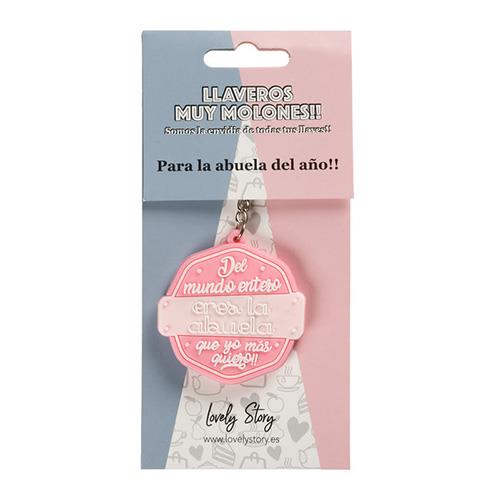 LLAVEROS
MUY MOLONES!!
Somos la envidia de todas tus llaves!!
Para la abuela del año!!
Del
mundo entero
eres la
abuela
que yo más
quiero!!
Lovely Story
www.lovelystory.es